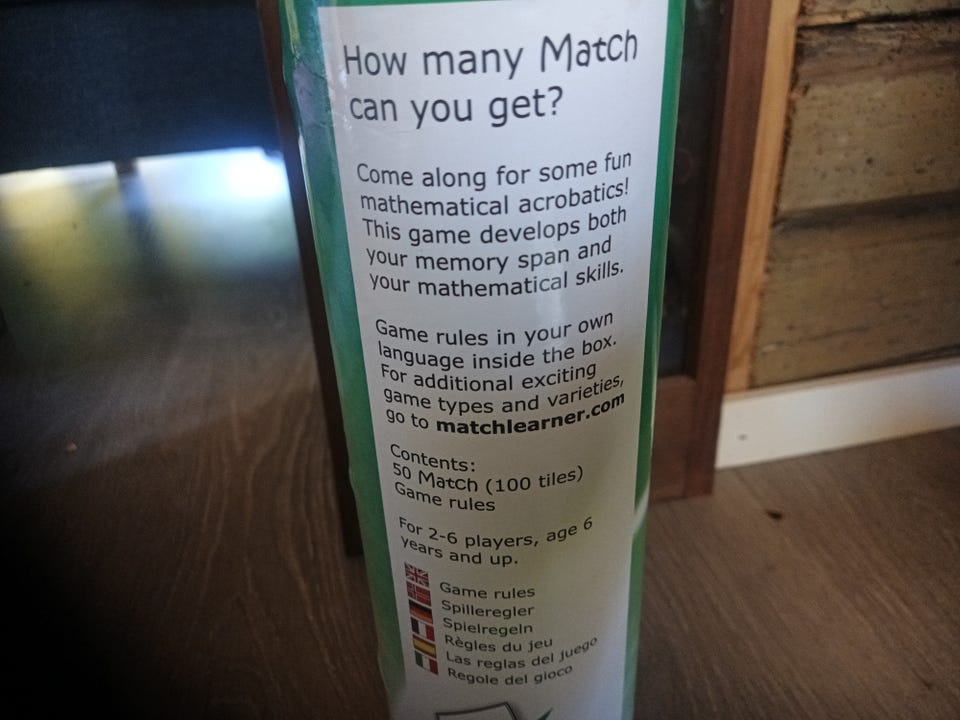 How many Match
can you get?
Come along for some fun
mathematical acrobatics!
This game develops both
your memory span and
your mathematical skills.
Game rules in your own
language inside the box.
For additional exciting
game types and varieties,
go to matchlearner.com
Contents:
50 Match (100 tiles)
Game rules
For 2-6 players, age 6
years and up.
Game rules
Spilleregler
Spielregeln
Règles du jeu
Las reglas del juego
Regole del gioco